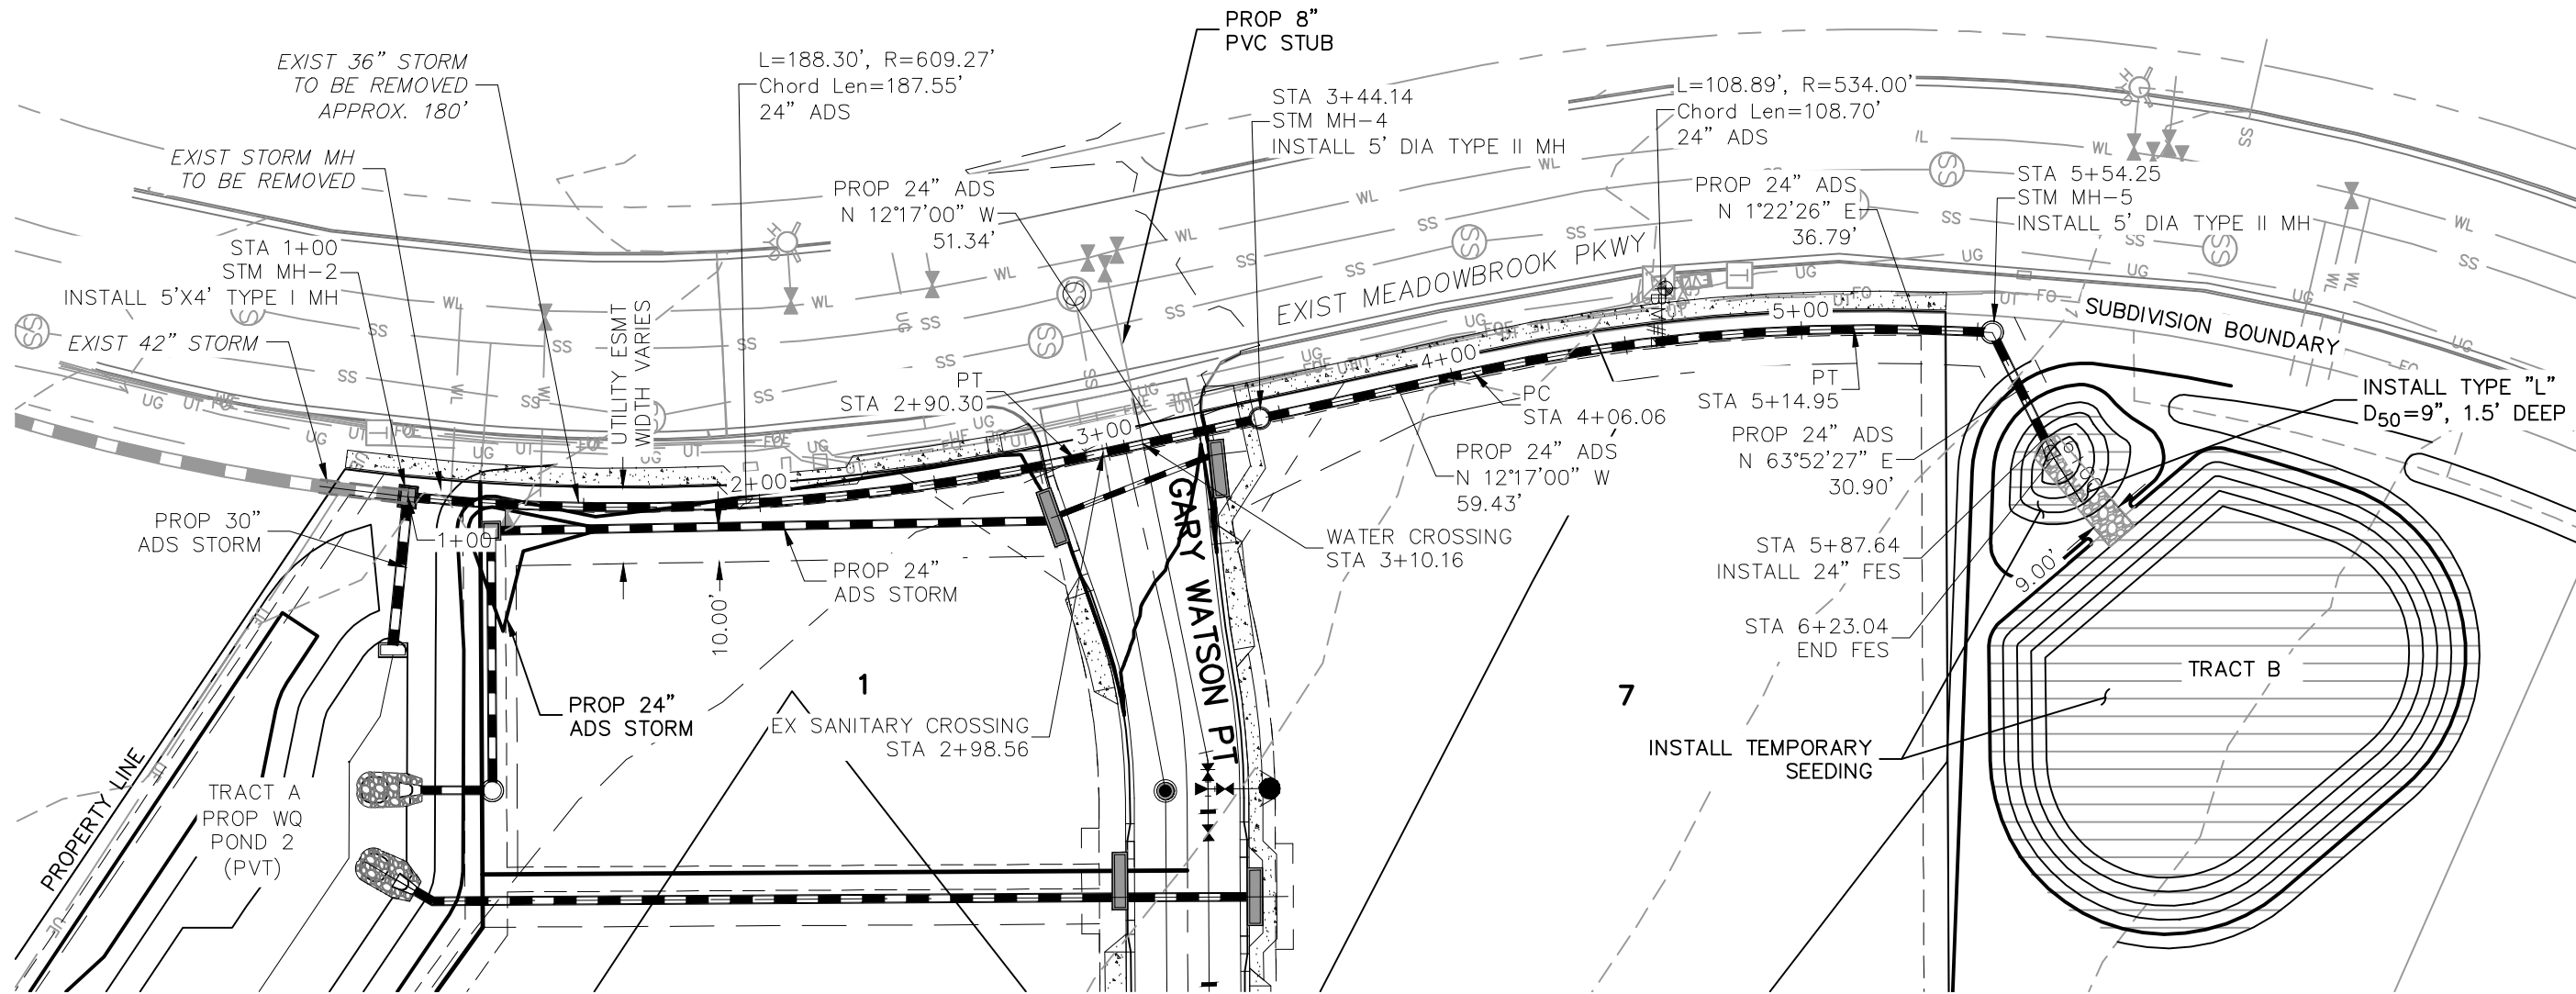 PROP 8"
PVC STUB
EXIST 36" STORM
TO BE REMOVED
APPROX. 180'
L=188.30', R=609.27'
Chord Len=187.55'
24" ADS
STA 3+44.14
STM MH-4
INSTALL 5' DIA TYPE II MH
L=108.89', R=534.00'
Chord Len=108.70'
24" ADS
EXIST STORM MH
TO BE REMOVED
PROP 24" ADS
N 12°17'00" W
51.34'
PROP 24" ADS
N 1°22'26" E
36.79'
STA 5+54.25
STM MH-5
INSTALL 5' DIA TYPE II MH
STA 1+00
STM MH-2
INSTALL 5'X4' TYPE I MH
EXIST 42" STORM
UTILITY ESMT
WIDTH VARIES
EXIST MEADOWBROOK PKWY
SUBDIVISION BOUNDARY
PT
STA 2+90.30
1+00
2+00
3+00
4+00
5+00
PC
STA 4+06.06
PT
STA 5+14.95
INSTALL TYPE "L"
D50=9", 1.5' DEEP
PROP 24" ADS
N 12°17'00" W
59.43'
PROP 24" ADS
N 63°52'27" E
30.90'
PROP 30"
ADS STORM
PROP 24"
ADS STORM
10.00'
WATER CROSSING
STA 3+10.16
GARY WATSON PT
STA 5+87.64
INSTALL 24" FES
9.00'
STA 6+23.04
END FES
TRACT B
1
7
PROP 24"
ADS STORM
EX SANITARY CROSSING
STA 2+98.56
INSTALL TEMPORARY
SEEDING
PROPERTY LINE
TRACT A
PROP WQ
POND 2
(PVT)
HYD
HYD
SS
WL
UG
UT
FO
UE
T